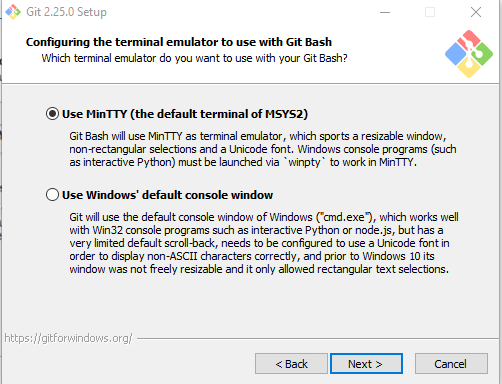 Git 2.25.0 Setup
Configuring the terminal emulator to use with Git Bash
Which terminal emulator do you want to use with your Git Bash?
Use MinTTY (the default terminal of MSYS2)
Git Bash will use MinTTY as terminal emulator, which sports a resizable window,
non-rectangular selections and a Unicode font. Windows console programs (such
as interactive Python) must be launched via `winpty` to work in MinTTY.
Use Windows' default console window
Git will use the default console window of Windows ("cmd.exe"), which works well
with Win32 console programs such as interactive Python or node.js, but has a
very limited default scroll-back, needs to be configured to use a Unicode font in
order to display non-ASCII characters correctly, and prior to Windows 10 its
window was not freely resizable and it only allowed rectangular text selections.
https://gitforwindows.org/
< Back
Next >
Cancel